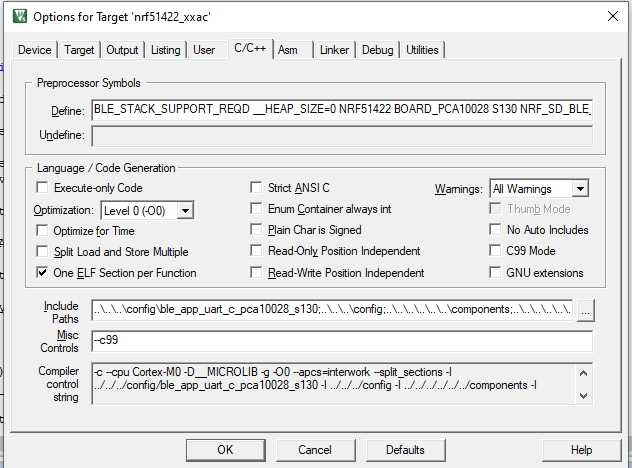 Options for Target 'nrf51422_xxac'
Device Target Output Listing User C/C++ Asm Linker Debug Utilities
Preprocessor Symbols
Define: BLE_STACK_SUPPORT_REQD __HEAP_SIZE=0 NRF51422 BOARD_PCA10028 S130 NRF_SD_BLE_
Undefine:
Language / Code Generation
Execute-only Code
Strict ANSI C
Warnings: All Warnings
Optimization: Level 0 (-O0)
Enum Container always int
Thumb Mode
Optimize for Time
Plain Char is Signed
No Auto Includes
Split Load and Store Multiple
Read-Only Position Independent
C99 Mode
One ELF Section per Function
Read-Write Position Independent
GNU extensions
Include
Paths
..\..\..\config\ble_app_uart_c_pca10028_s130;..\..\..\config;..\..\..\..\..\..\components;..\..\..\..\..
...
Misc
Controls
--c99
Compiler
control
string
-c --cpu Cortex-M0 -D__MICROLIB -g -O0 --apcs=interwork --split_sections -I
../../../config/ble_app_uart_c_pca10028_s130 -I ../../../config -I ../../../../../../components -I
OK Cancel Defaults Help